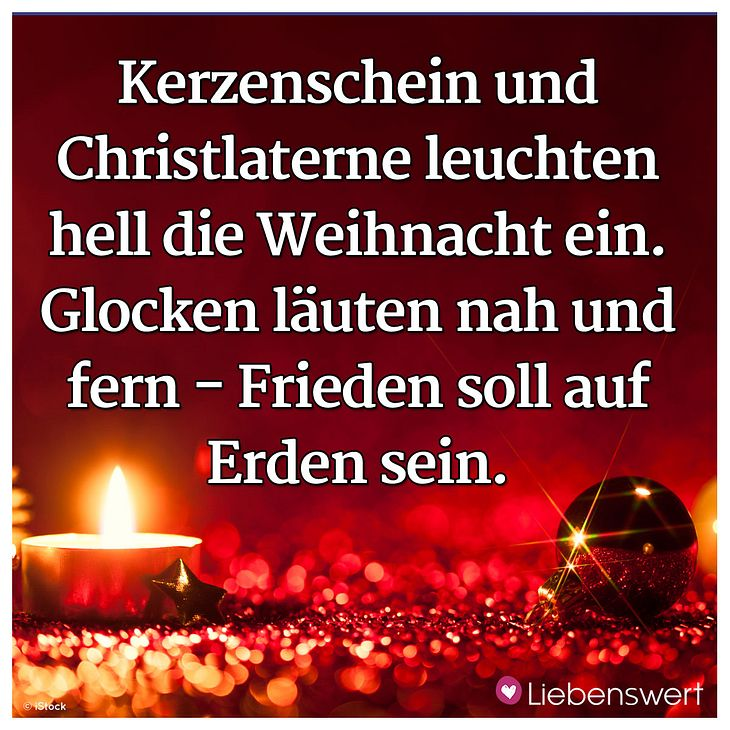 Kerzenschein und
Christlaterne leuchten
hell die Weihnacht ein.
Glocken läuten nah und
fern - Frieden soll auf
Erden sein.
Liebenswert
© iStock